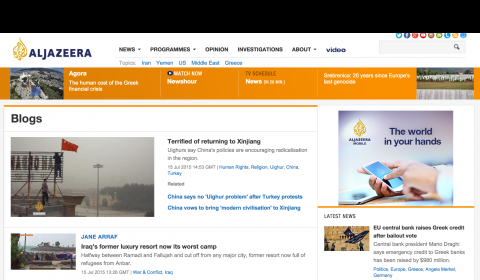 ALJAZEERA
NEWS PROGRAMMES OPINION INVESTIGATIONS ABOUT video
Topics: Iran Yemen US Middle East Greece
Agora
The human cost of the Greek
financial crisis
WATCH NOW
Newshour
TV SCHEDULE
News
Srebrenica: 20 years since Europe's
last genocide
Blogs
Terrified of returning to Xinjiang
Uighurs say China's policies are encouraging radicalisation
in the region.
15 Jul 2015 14:53 GMT | Human Rights, Religion, Uighur, China,
Turkey
Related
China says no 'Uighur problem' after Turkey protests
China vows to bring 'modern civilisation' to Xinjiang
JANE ARRAF
Iraq's former luxury resort now its worst camp
Halfway between Ramadi and Fallujah and cut off from any major city, former resort now full of
refugees from Anbar.
15 Jul 2015 13:28 GMT | War & Conflict, Iraq
ALJAZEERA
MOBILE
The world
in your hands
LATEST NEWS
EU central bank raises Greek credit
after bailout vote
Central bank president Mario Draghi
says emergency credit to Greek banks
has been raised by $980 million.
Politics, Europe, Greece, Angela Merkel,
Germany